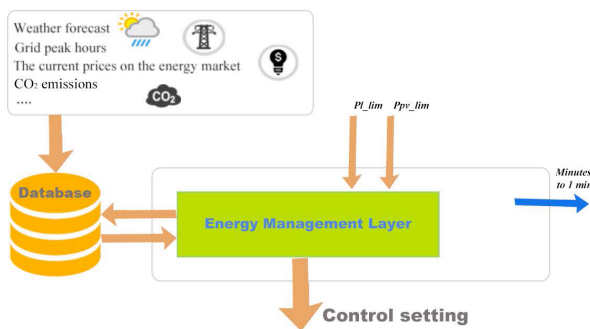 Weather forecast
Grid peak hours
The current prices on the energy market
CO₂ emissions
....
CO₂
$
Pl_lim Ppv_lim
Minutes
to 1 min
Database
Energy Management Layer
Control setting